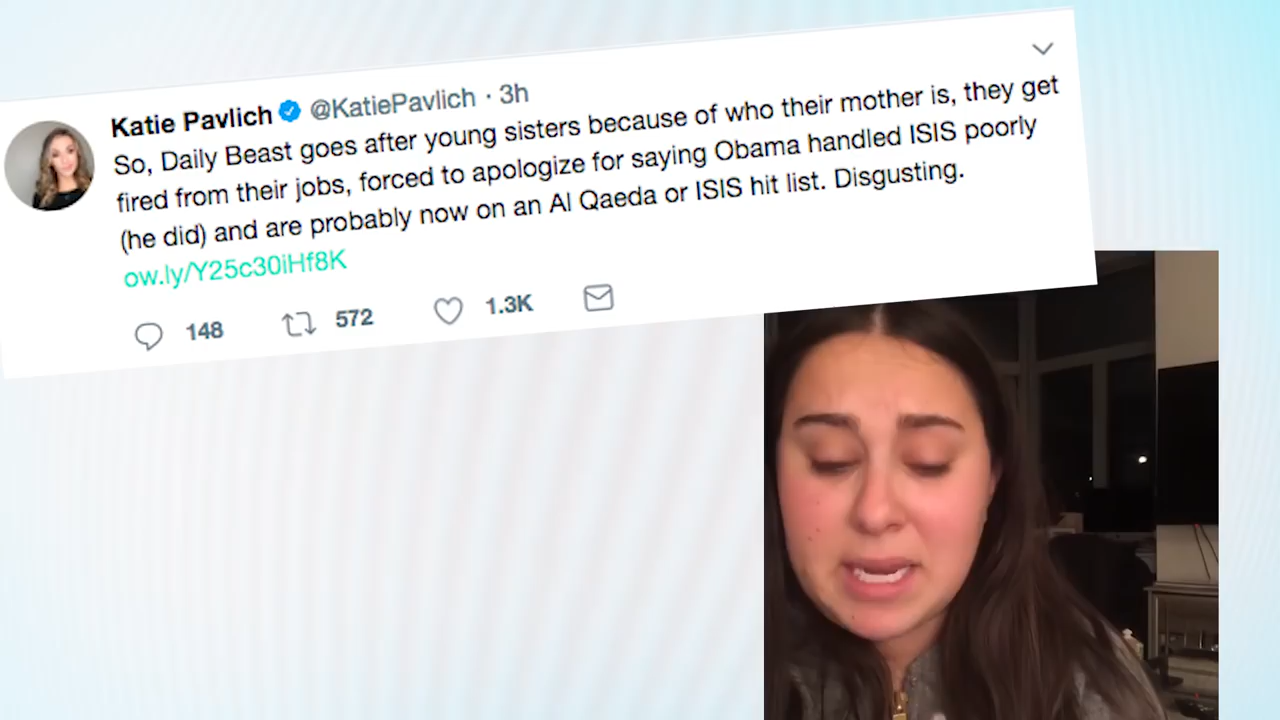 Katie Pavlich @KatiePavlich · 3h
So, Daily Beast goes after young sisters because of who their mother is, they get
fired from their jobs, forced to apologize for saying Obama handled ISIS poorly
(he did) and are probably now on an Al Qaeda or ISIS hit list. Disgusting.
ow.ly/Y25c30iHf8K
148 572 1.3K